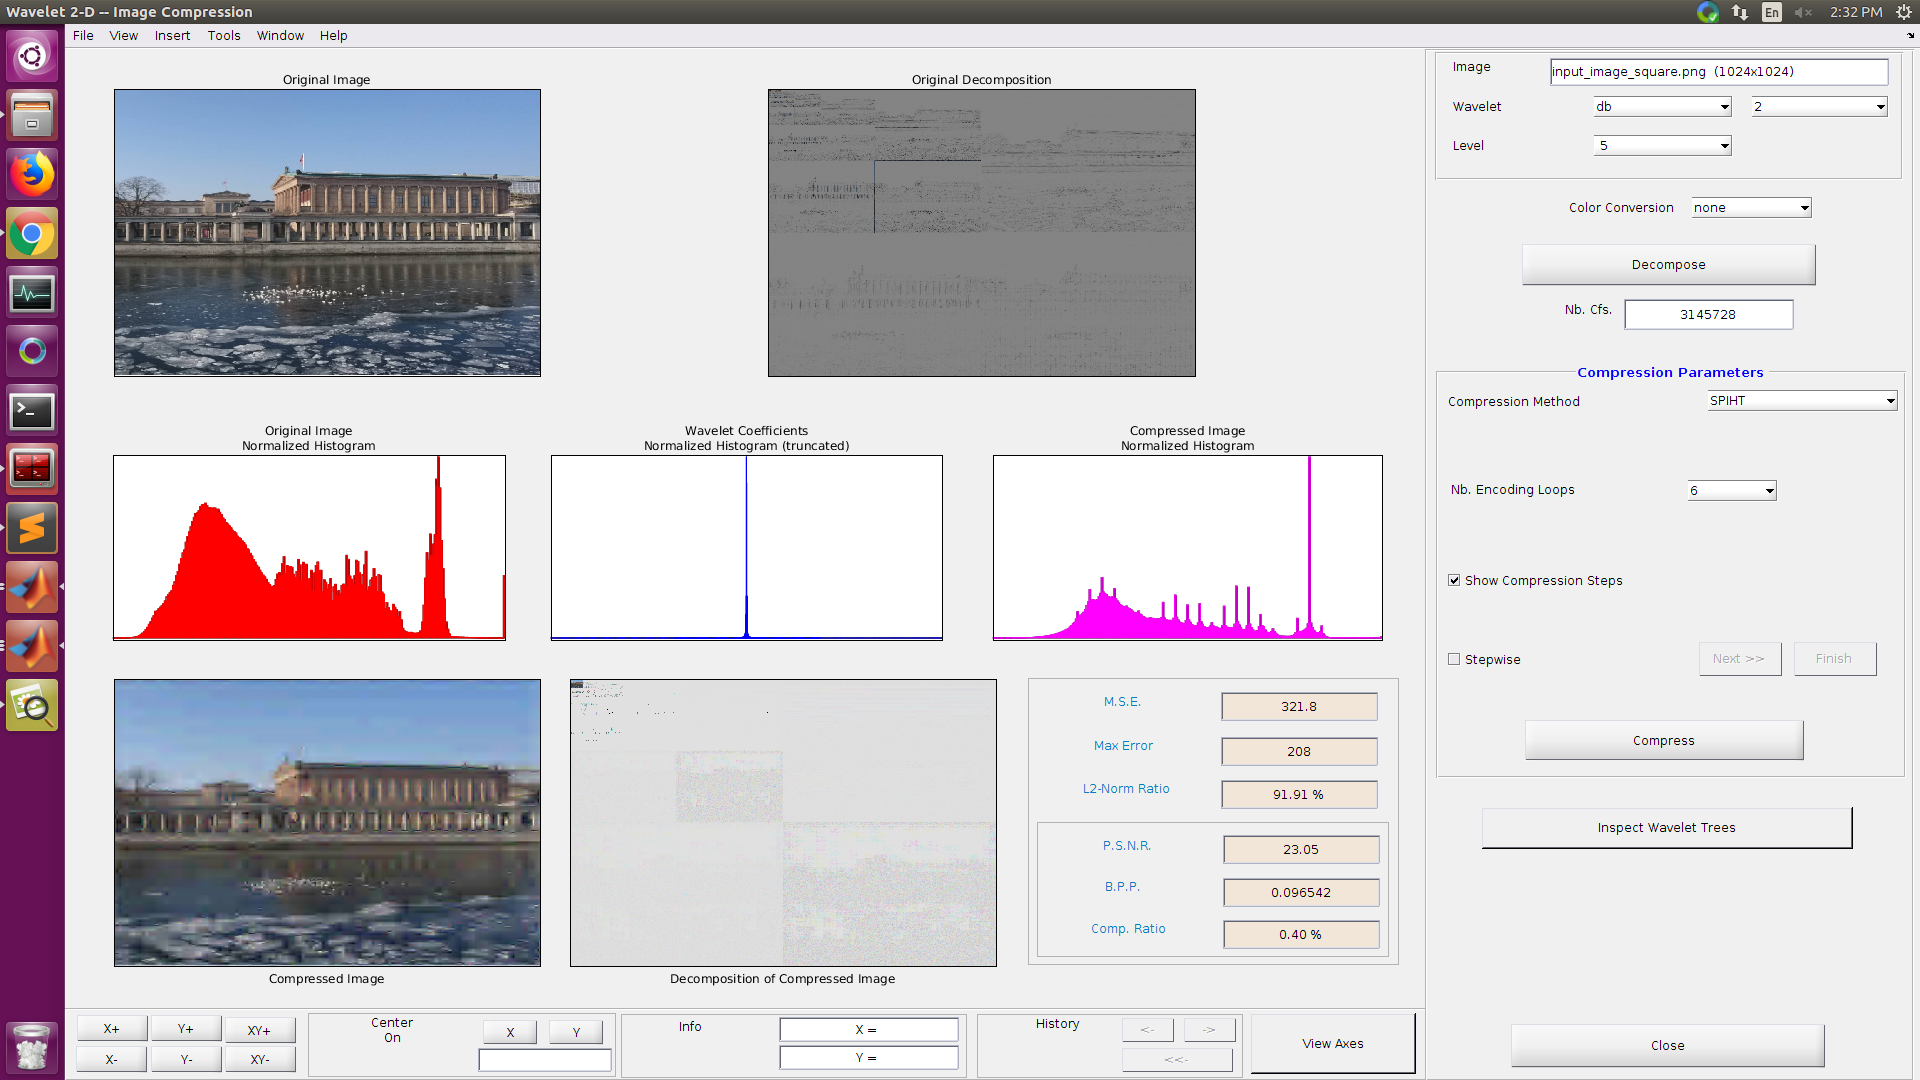 Wavelet 2-D -- Image Compression
En
2:32 PM
File View Insert Tools Window Help
Original Image
Original Decomposition
Original Image
Normalized Histogram
Wavelet Coefficients
Normalized Histogram (truncated)
Compressed Image
Normalized Histogram
Compressed Image
Decomposition of Compressed Image
M.S.E. 321.8
Max Error 208
L2-Norm Ratio 91.91 %
P.S.N.R. 23.05
B.P.P. 0.096542
Comp. Ratio 0.40 %
Image input_image_square.png (1024x1024)
Wavelet db 2
Level 5
Color Conversion none
Decompose
Nb. Cfs. 3145728
Compression Parameters
Compression Method SPIHT
Nb. Encoding Loops 6
Show Compression Steps
Stepwise Next >> Finish
Compress
Inspect Wavelet Trees
Close
X+ Y+ XY+
X- Y- XY-
Center
On
X Y
Info
X =
Y =
History
<- ->
<<-
View Axes